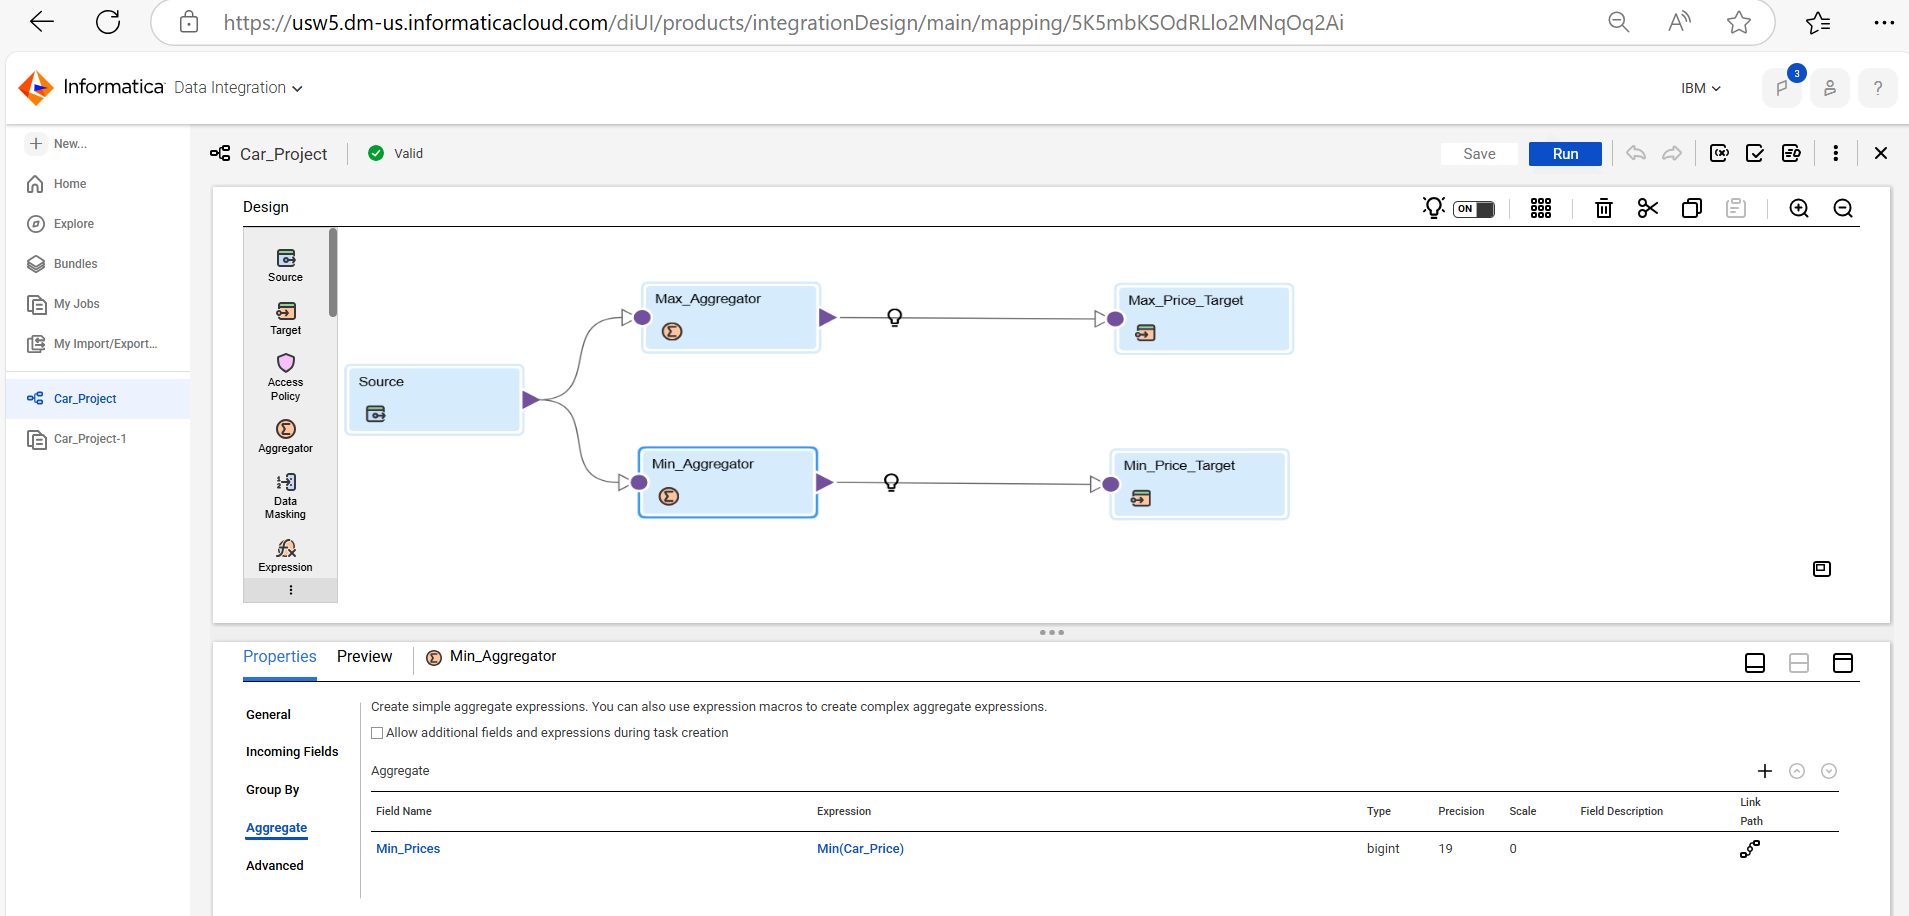 https://usw5.dm-us.informaticacloud.com/diUI/products/integrationDesign/main/mapping/5K5mbKSOdRLlo2MNqOq2Ai
Informatica Data Integration
IBM
3
?
New...
Home
Explore
Bundles
My Jobs
My Import/Export...
Car_Project
Car_Project-1
Car_Project
Valid
Save
Run
Design
ON
Source
Target
Access
Policy
Aggregator
Data
Masking
Expression
Source
Max_Aggregator
Max_Price_Target
Min_Aggregator
Min_Price_Target
Properties
Preview
Min_Aggregator
General
Incoming Fields
Group By
Aggregate
Advanced
Create simple aggregate expressions. You can also use expression macros to create complex aggregate expressions.
Allow additional fields and expressions during task creation
Aggregate
Field Name Expression Type Precision Scale Field Description Link Path
Min_Prices Min(Car_Price) bigint 19 0